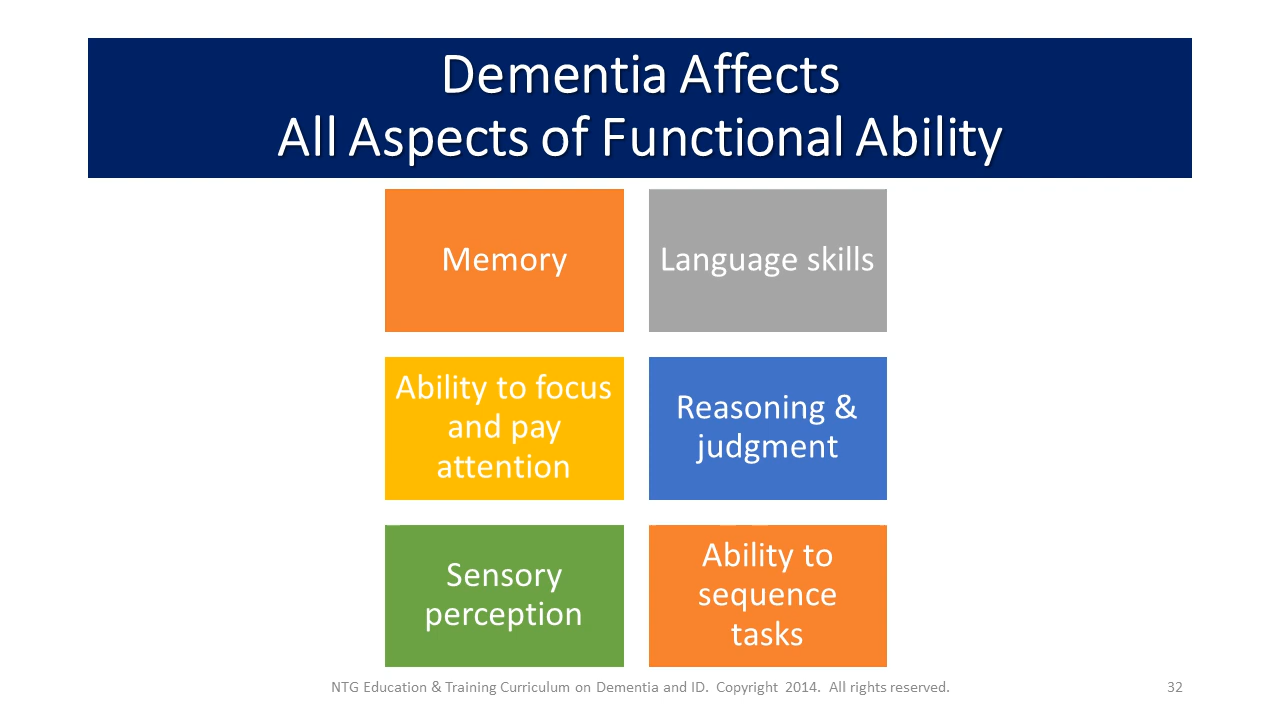 Dementia Affects
All Aspects of Functional Ability
Memory
Language skills
Ability to focus
and pay
attention
Reasoning &
judgment
Sensory
perception
Ability to
sequence
tasks
NTG Education & Training Curriculum on Dementia and ID. Copyright 2014. All rights reserved.
32